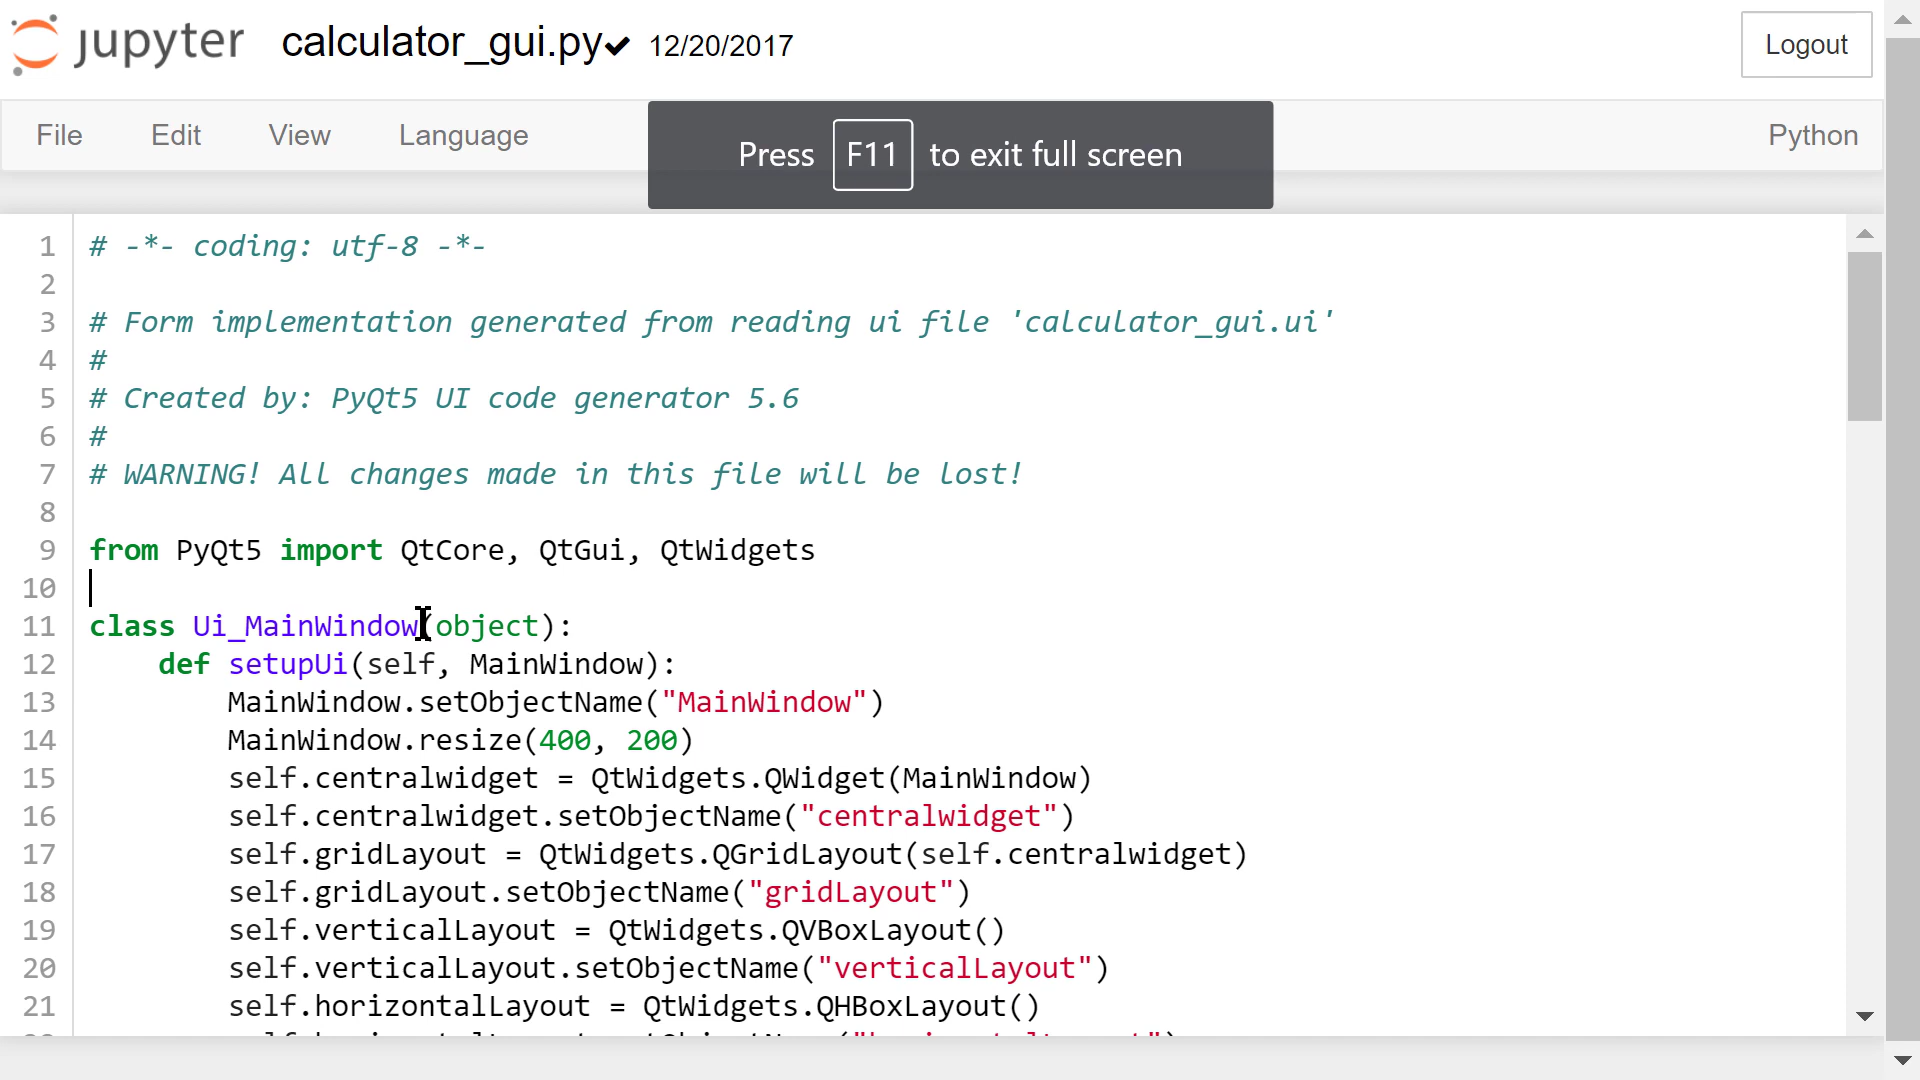 jupyter calculator_gui.py✔ 12/20/2017 Logout
File Edit View Language Python
Press F11 to exit full screen
1 # -*- coding: utf-8 -*-
2
3 # Form implementation generated from reading ui file 'calculator_gui.ui'
4 #
5 # Created by: PyQt5 UI code generator 5.6
6 #
7 # WARNING! All changes made in this file will be lost!
8
9 from PyQt5 import QtCore, QtGui, QtWidgets
10
11 class Ui_MainWindow(object):
12     def setupUi(self, MainWindow):
13         MainWindow.setObjectName("MainWindow")
14         MainWindow.resize(400, 200)
15         self.centralwidget = QtWidgets.QWidget(MainWindow)
16         self.centralwidget.setObjectName("centralwidget")
17         self.gridLayout = QtWidgets.QGridLayout(self.centralwidget)
18         self.gridLayout.setObjectName("gridLayout")
19         self.verticalLayout = QtWidgets.QVBoxLayout()
20         self.verticalLayout.setObjectName("verticalLayout")
21         self.horizontalLayout = QtWidgets.QHBoxLayout()